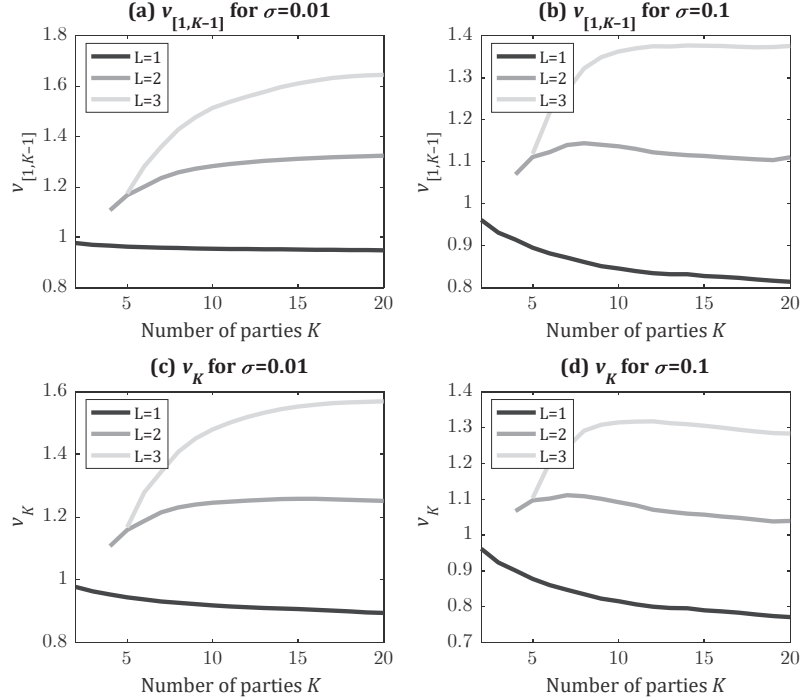 (a) v[1,K−1] for σ=0.01
1.8
1.6
1.4
1.2
1
0.8
v[1,K−1]
L=1
L=2
L=3
5
10
15
20
Number of parties K
(b) v[1,K−1] for σ=0.1
1.4
1.3
1.2
1.1
1
0.9
0.8
v[1,K−1]
L=1
L=2
L=3
5
10
15
20
Number of parties K
(c) vK for σ=0.01
1.6
1.4
1.2
1
0.8
vK
L=1
L=2
L=3
5
10
15
20
Number of parties K
(d) vK for σ=0.1
1.4
1.3
1.2
1.1
1
0.9
0.8
0.7
vK
L=1
L=2
L=3
5
10
15
20
Number of parties K